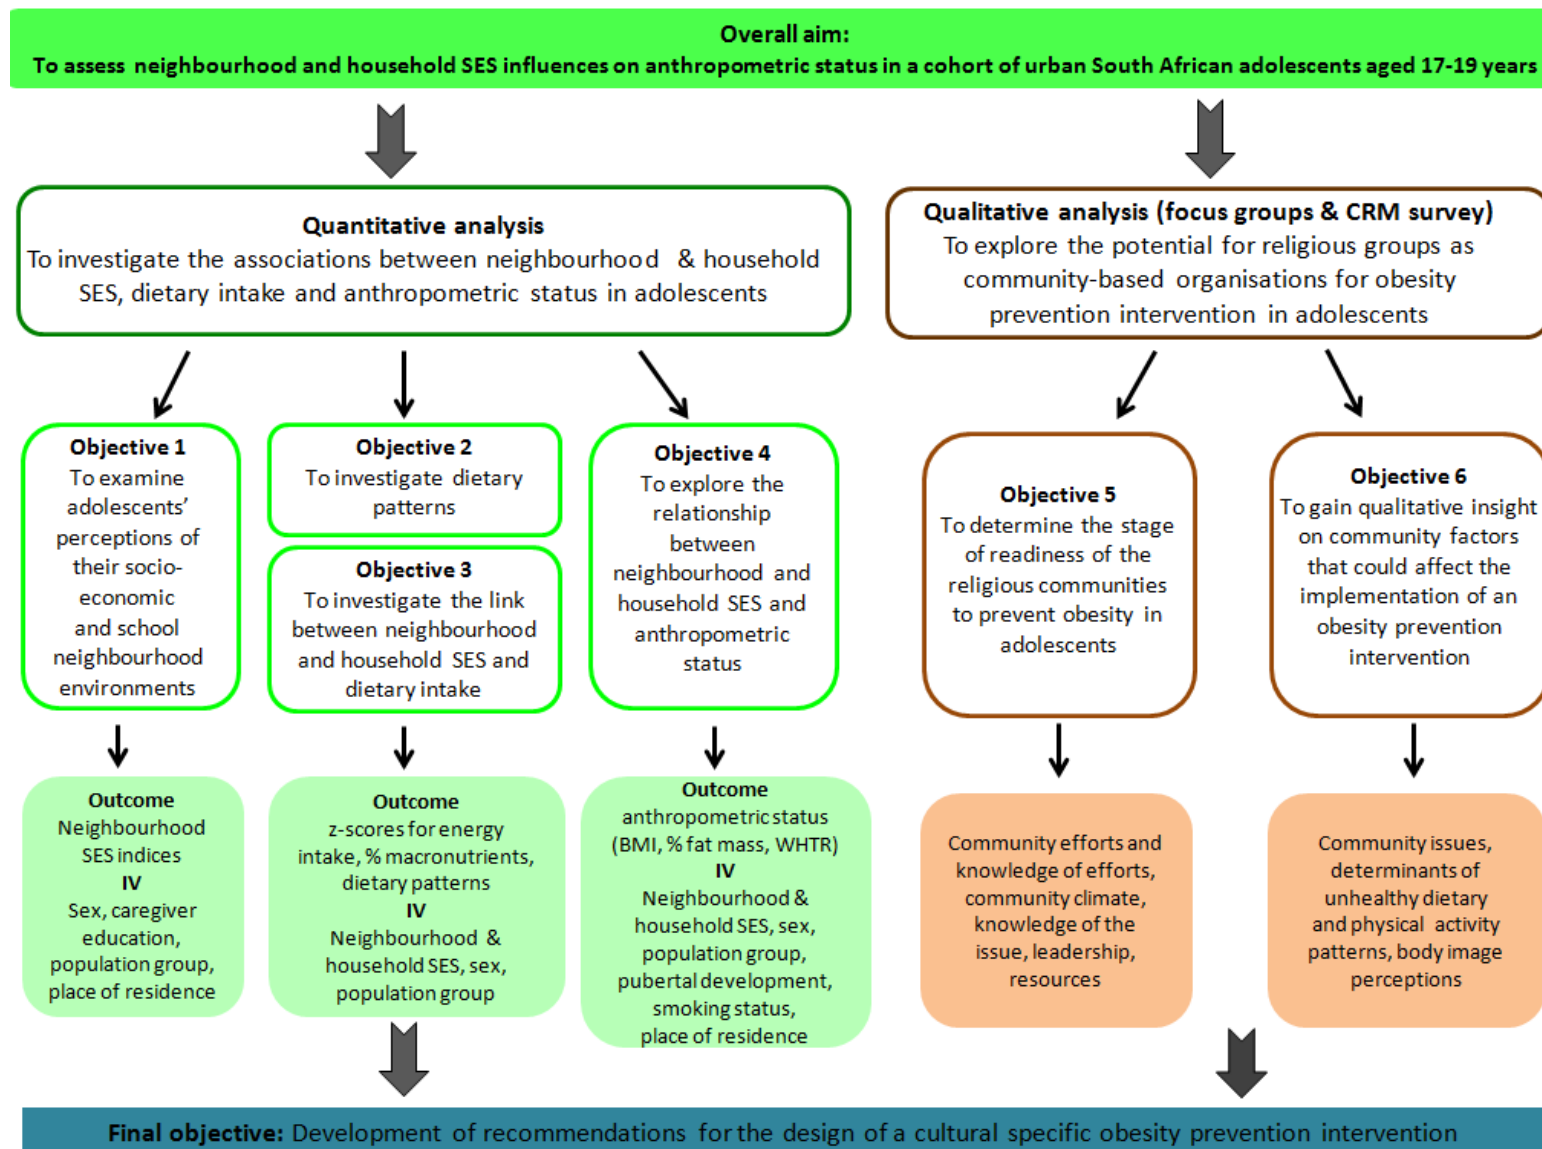 Overall aim:
To assess neighbourhood and household SES influences on anthropometric status in a cohort of urban South African adolescents aged 17-19 years
Quantitative analysis
To investigate the associations between neighbourhood & household
SES, dietary intake and anthropometric status in adolescents
Qualitative analysis (focus groups & CRM survey)
To explore the potential for religious groups as
community-based organisations for obesity
prevention intervention in adolescents
Objective 1
To examine
adolescents'
perceptions of
their socio-
economic
and school
neighbourhood
environments
Objective 2
To investigate dietary
patterns
Objective 3
To investigate the link
between neighbourhood
and household SES and
dietary intake
Objective 4
To explore the
relationship
between
neighbourhood and
household SES and
anthropometric
status
Objective 5
To determine the stage
of readiness of the
religious communities
to prevent obesity in
adolescents
Objective 6
To gain qualitative insight
on community factors
that could affect the
implementation of an
obesity prevention
intervention
Outcome
Neighbourhood
SES indices
IV
Sex, caregiver
education,
population group,
place of residence
Outcome
z-scores for energy
intake, % macronutrients,
dietary patterns
IV
Neighbourhood &
household SES, sex,
population group
Outcome
anthropometric status
(BMI, % fat mass, WHTR)
IV
Neighbourhood &
household SES, sex,
population group,
pubertal development,
smoking status,
place of residence
Community efforts and
knowledge of efforts,
community climate,
knowledge of the
issue, leadership,
resources
Community issues,
determinants of
unhealthy dietary
and physical activity
patterns, body image
perceptions
Final objective: Development of recommendations for the design of a cultural specific obesity prevention intervention